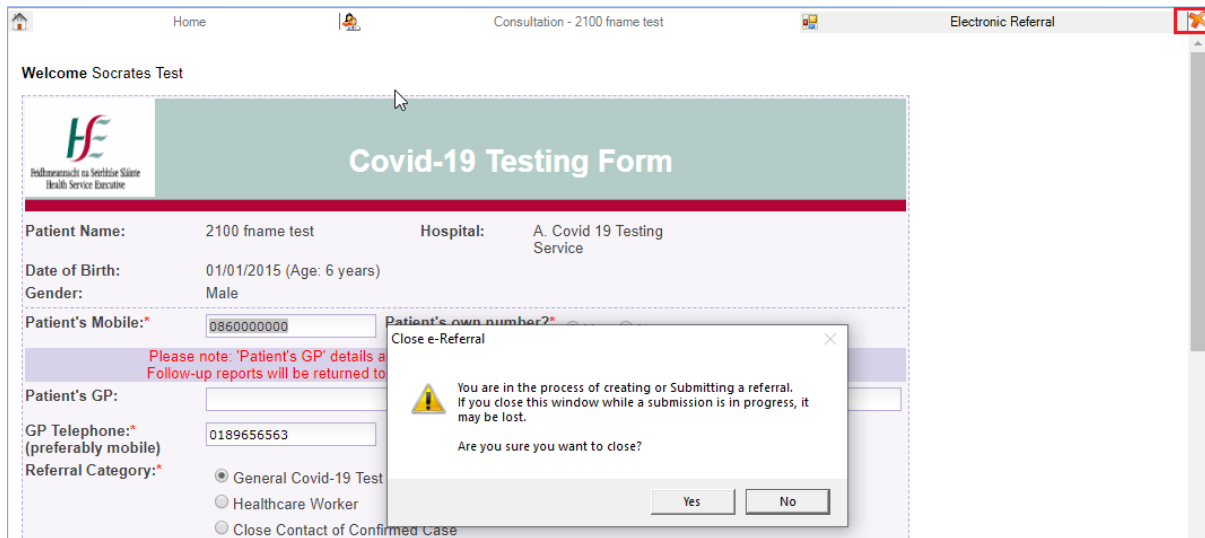 Home Consultation - 2100 fname test Electronic Referral
Welcome Socrates Test
Feidhmeannacht na Seirbhíse Sláinte
Health Service Executive
Covid-19 Testing Form
Patient Name: 2100 fname test Hospital: A. Covid 19 Testing
Service
Date of Birth: 01/01/2015 (Age: 6 years)
Gender: Male
Patient's Mobile:* 0860000000 Patient's own number?*
Please note: 'Patient's GP' details
Follow-up reports will be returned to
Patient's GP:
GP Telephone:* 0189656563
(preferably mobile)
Referral Category:* General Covid-19 Test
Healthcare Worker
Close Contact of Confirmed Case
Close e-Referral
You are in the process of creating or Submitting a referral.
If you close this window while a submission is in progress, it
may be lost.
Are you sure you want to close?
Yes No